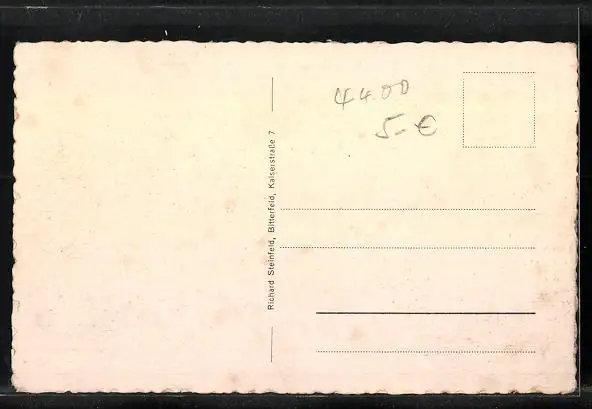 44.00
5.- €
Richard Steinfeld, Bitterfeld, Kaiserstraße 7